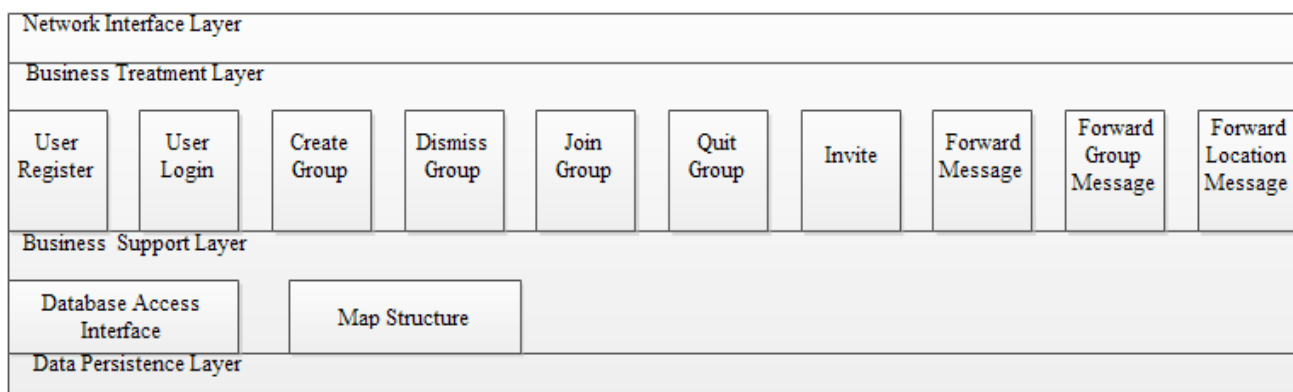 Network Interface Layer
Business Treatment Layer
User
Register
User
Login
Create
Group
Dismiss
Group
Join
Group
Quit
Group
Invite
Forward
Message
Forward
Group
Message
Forward
Location
Message
Business Support Layer
Database Access
Interface
Map Structure
Data Persistence Layer